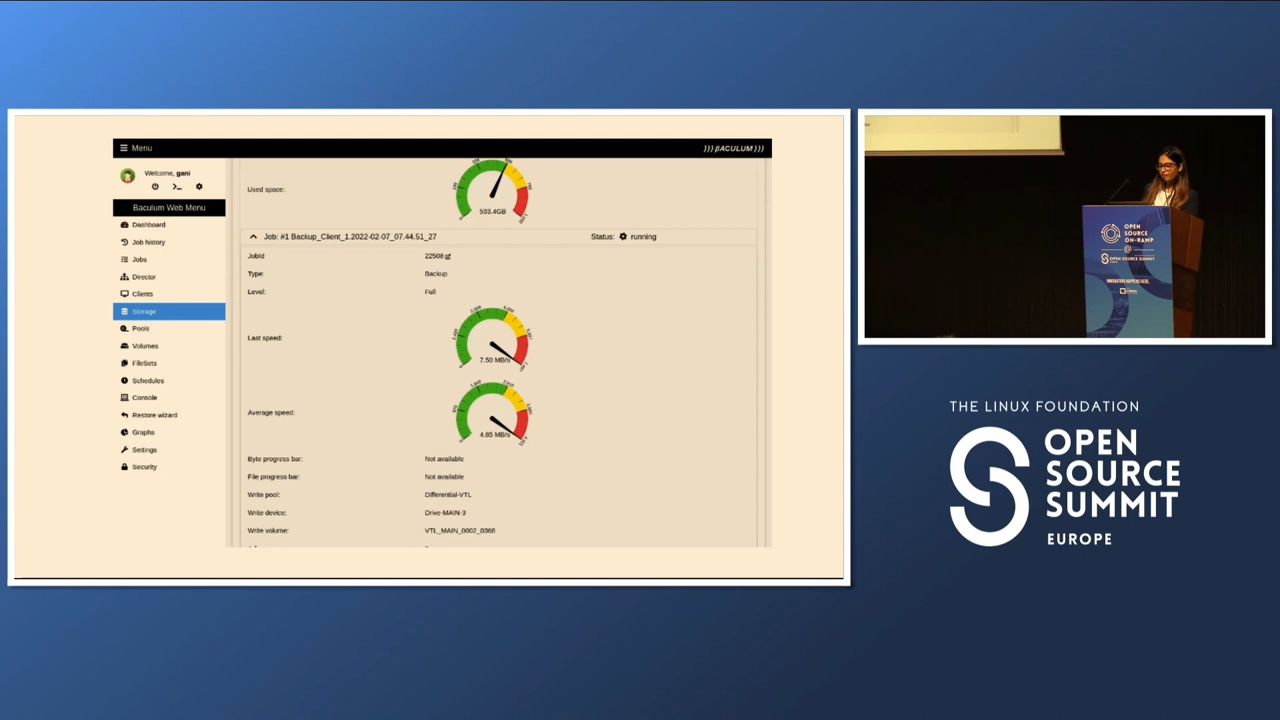 Menu
))) BACULUM )))
Welcome, gani
Baculum Web Menu
Dashboard
Job history
Jobs
Director
Clients
Storage
Pools
Volumes
FileSets
Schedules
Console
Restore wizard
Graphs
Settings
Security
Used space:
593.4GB
Job: #1 Backup_Client_1.2022-02-07_07.44.51_27
Status: running
JobId
22508
Type:
Backup
Level:
Full
Last speed:
7.50 MB/s
Average speed:
4.85 MB/s
Byte progress bar:
Not available
File progress bar:
Not available
Write pool:
Differential-VTL
Write device:
Drive-MAIN-3
Write volume:
VTL_MAIN_0002_0368
OPEN
SOURCE
ON-RAMP
@
OPEN SOURCE SUMMIT
INNOVATION HAPPENS HERE.
THE LINUX FOUNDATION
OPEN
SOURCE
SUMMIT
EUROPE